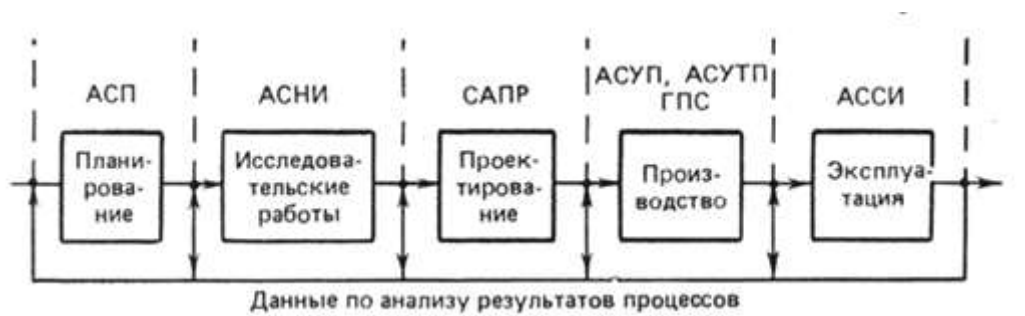 АСП
АСНИ
САПР
АСУП, АСУТП
ГПС
АССИ
Плани-
рова-
ние
Исследова-
тельские
работы
Проек-
тирова-
ние
Произ-
водство
Эксплуа-
тация
Данные по анализу результатов процессов